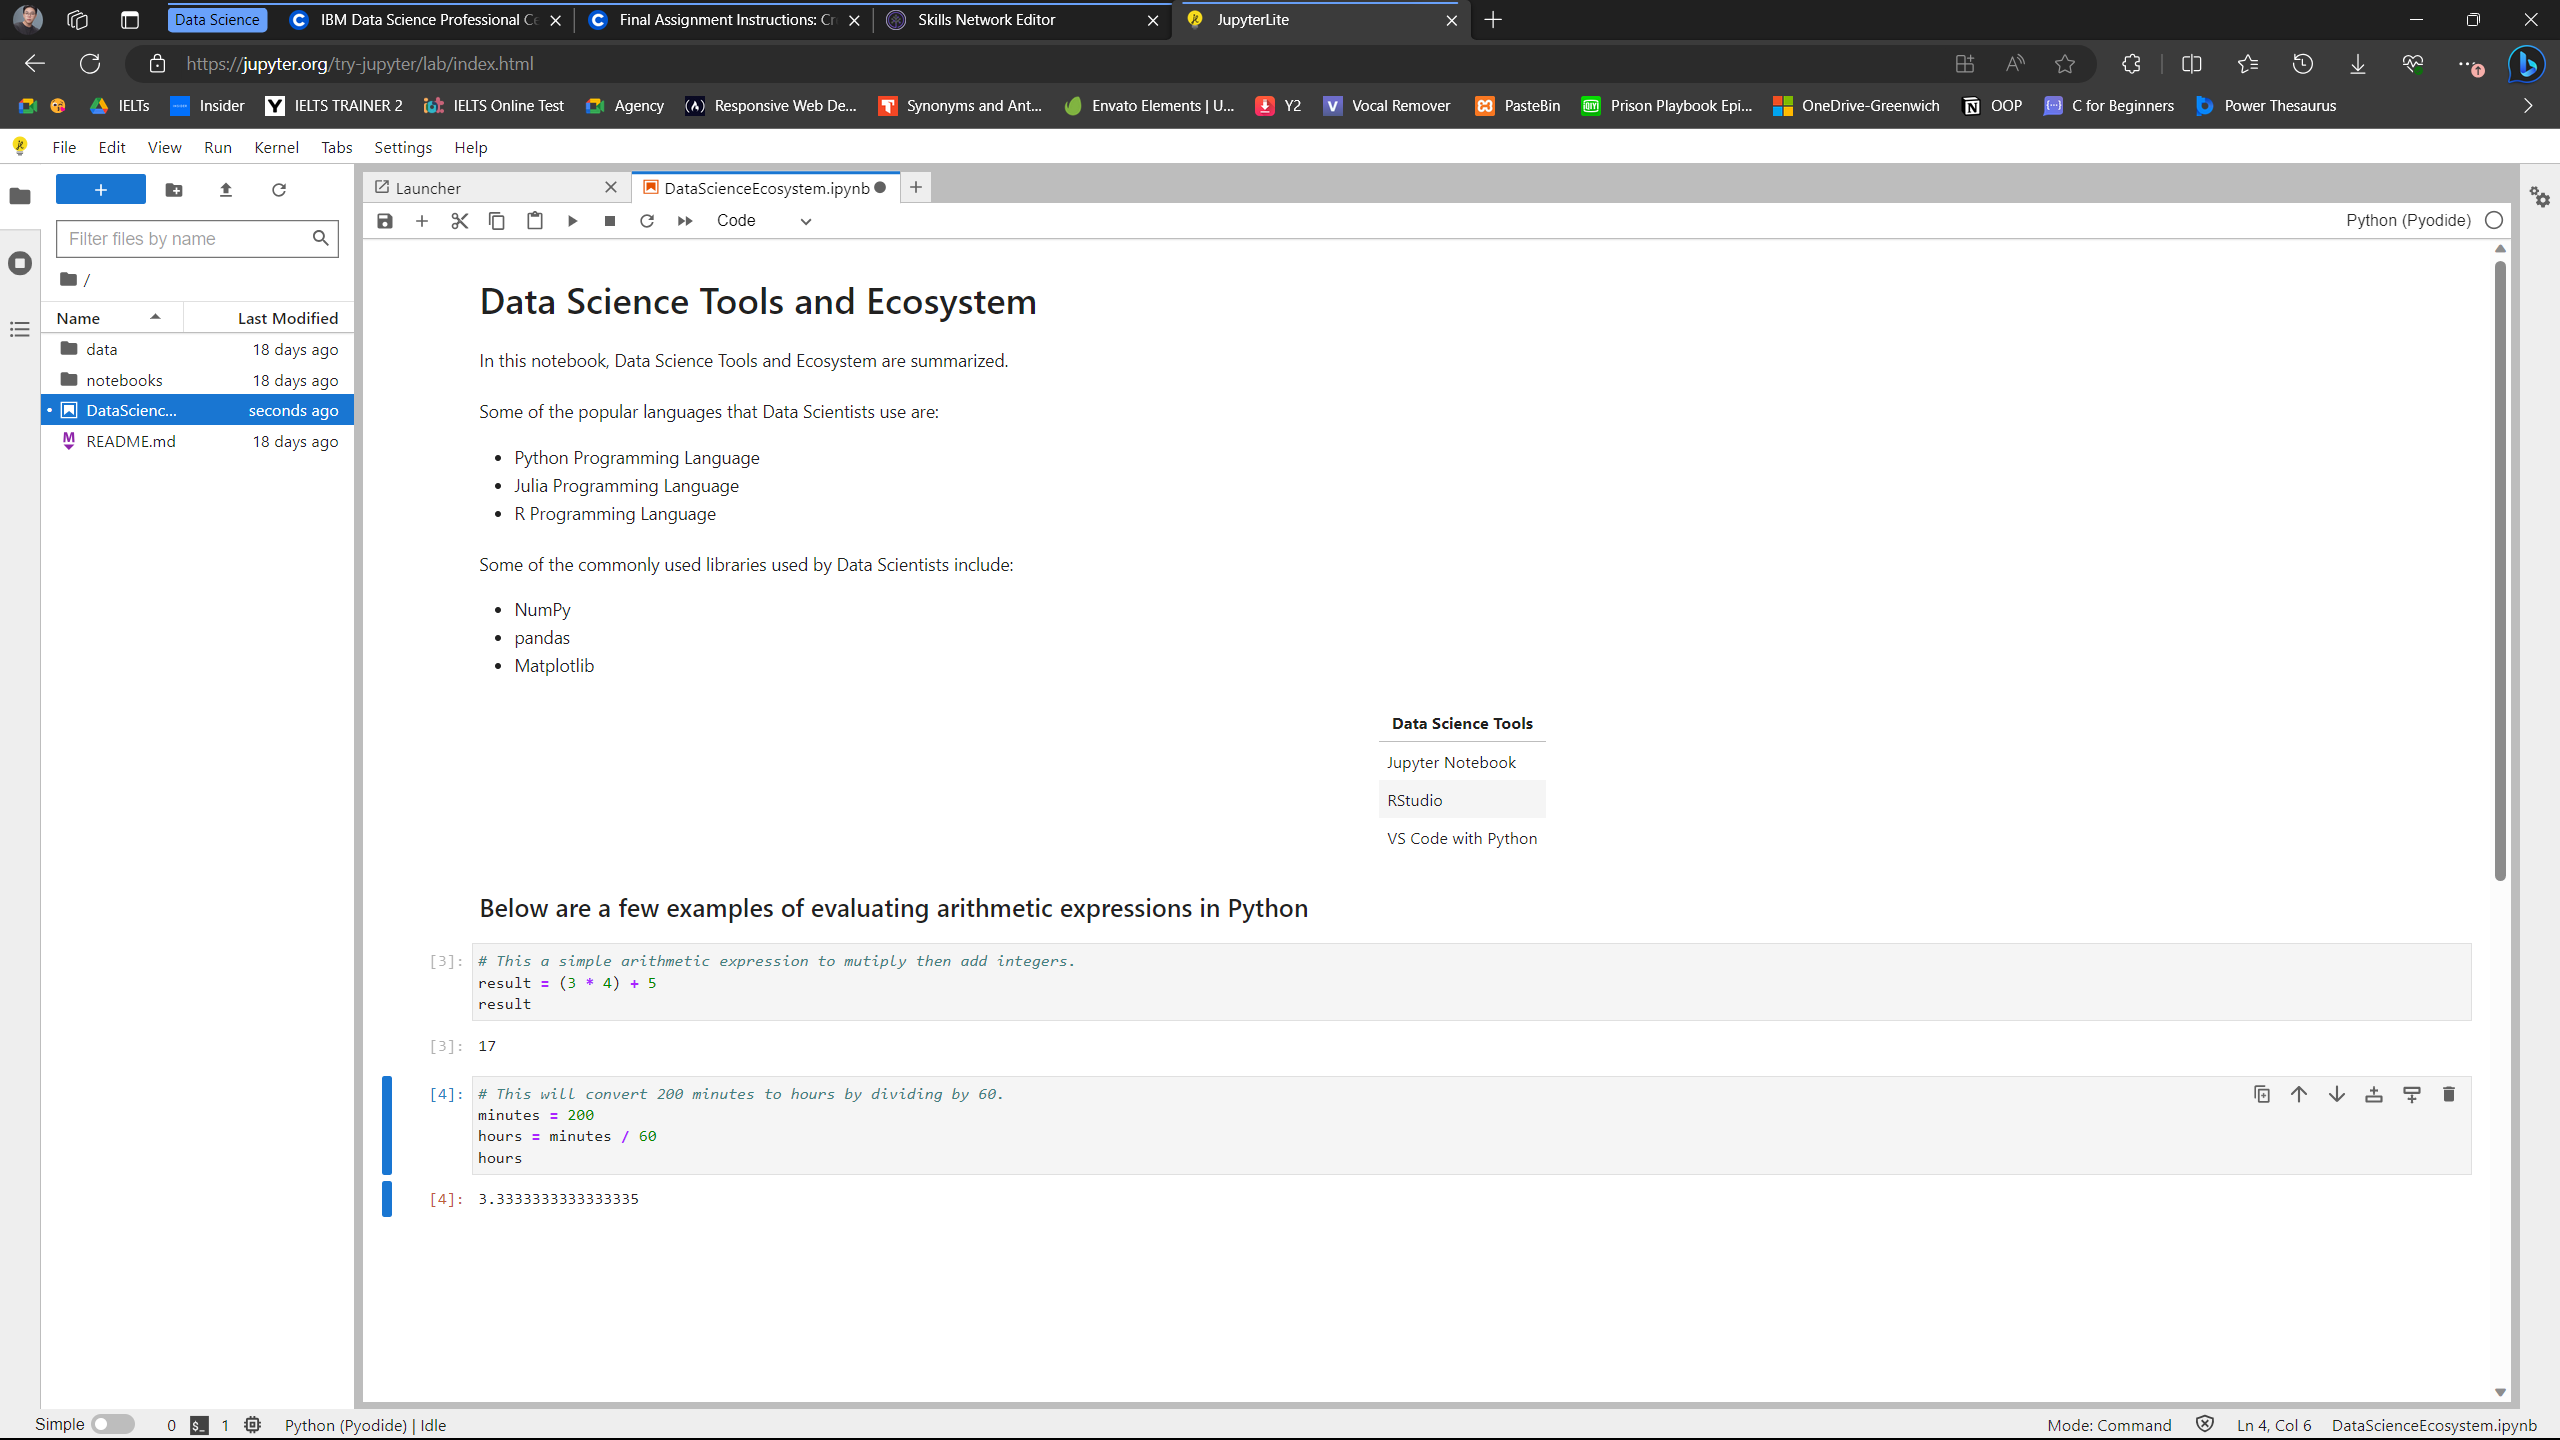 Data Science
IBM Data Science Professional Ce
Final Assignment Instructions: Cr
Skills Network Editor
JupyterLite
https://jupyter.org/try-jupyter/lab/index.html
IELTs
Insider
IELTS TRAINER 2
IELTS Online Test
Agency
Responsive Web De...
Synonyms and Ant...
Envato Elements | U...
Y2
Vocal Remover
PasteBin
Prison Playbook Epi...
OneDrive-Greenwich
OOP
C for Beginners
Power Thesaurus
File Edit View Run Kernel Tabs Settings Help
Launcher
DataScienceEcosystem.ipynb
Code
Python (Pyodide)
Filter files by name
/
Name Last Modified
data 18 days ago
notebooks 18 days ago
DataScienc... seconds ago
README.md 18 days ago
Data Science Tools and Ecosystem
In this notebook, Data Science Tools and Ecosystem are summarized.
Some of the popular languages that Data Scientists use are:
• Python Programming Language
• Julia Programming Language
• R Programming Language
Some of the commonly used libraries used by Data Scientists include:
• NumPy
• pandas
• Matplotlib
Data Science Tools
Jupyter Notebook
RStudio
VS Code with Python
Below are a few examples of evaluating arithmetic expressions in Python
[3]: # This a simple arithmetic expression to mutiply then add integers.
result = (3 * 4) + 5
result
[3]: 17
[4]: # This will convert 200 minutes to hours by dividing by 60.
minutes = 200
hours = minutes / 60
hours
[4]: 3.3333333333333335
Simple 0 1 Python (Pyodide) | Idle
Mode: Command Ln 4, Col 6 DataScienceEcosystem.ipynb